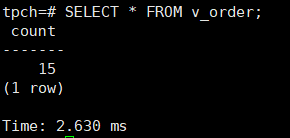 tpch=# SELECT * FROM v_order;
 count
-------
    15
(1 row)

Time: 2.630 ms